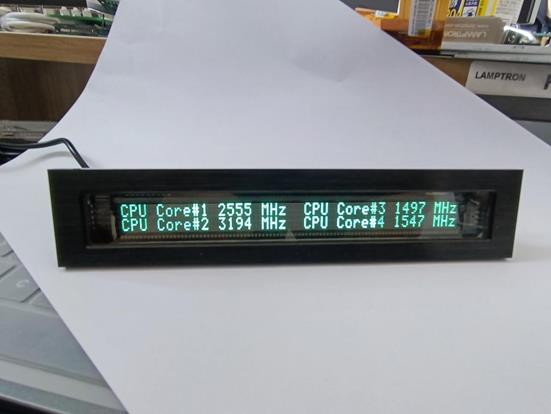 LAMPTRON
LAMPTRON
CPU Core#1 2555 MHz CPU Core#3 1497 MHz
CPU Core#2 3194 MHz CPU Core#4 1547 MHz